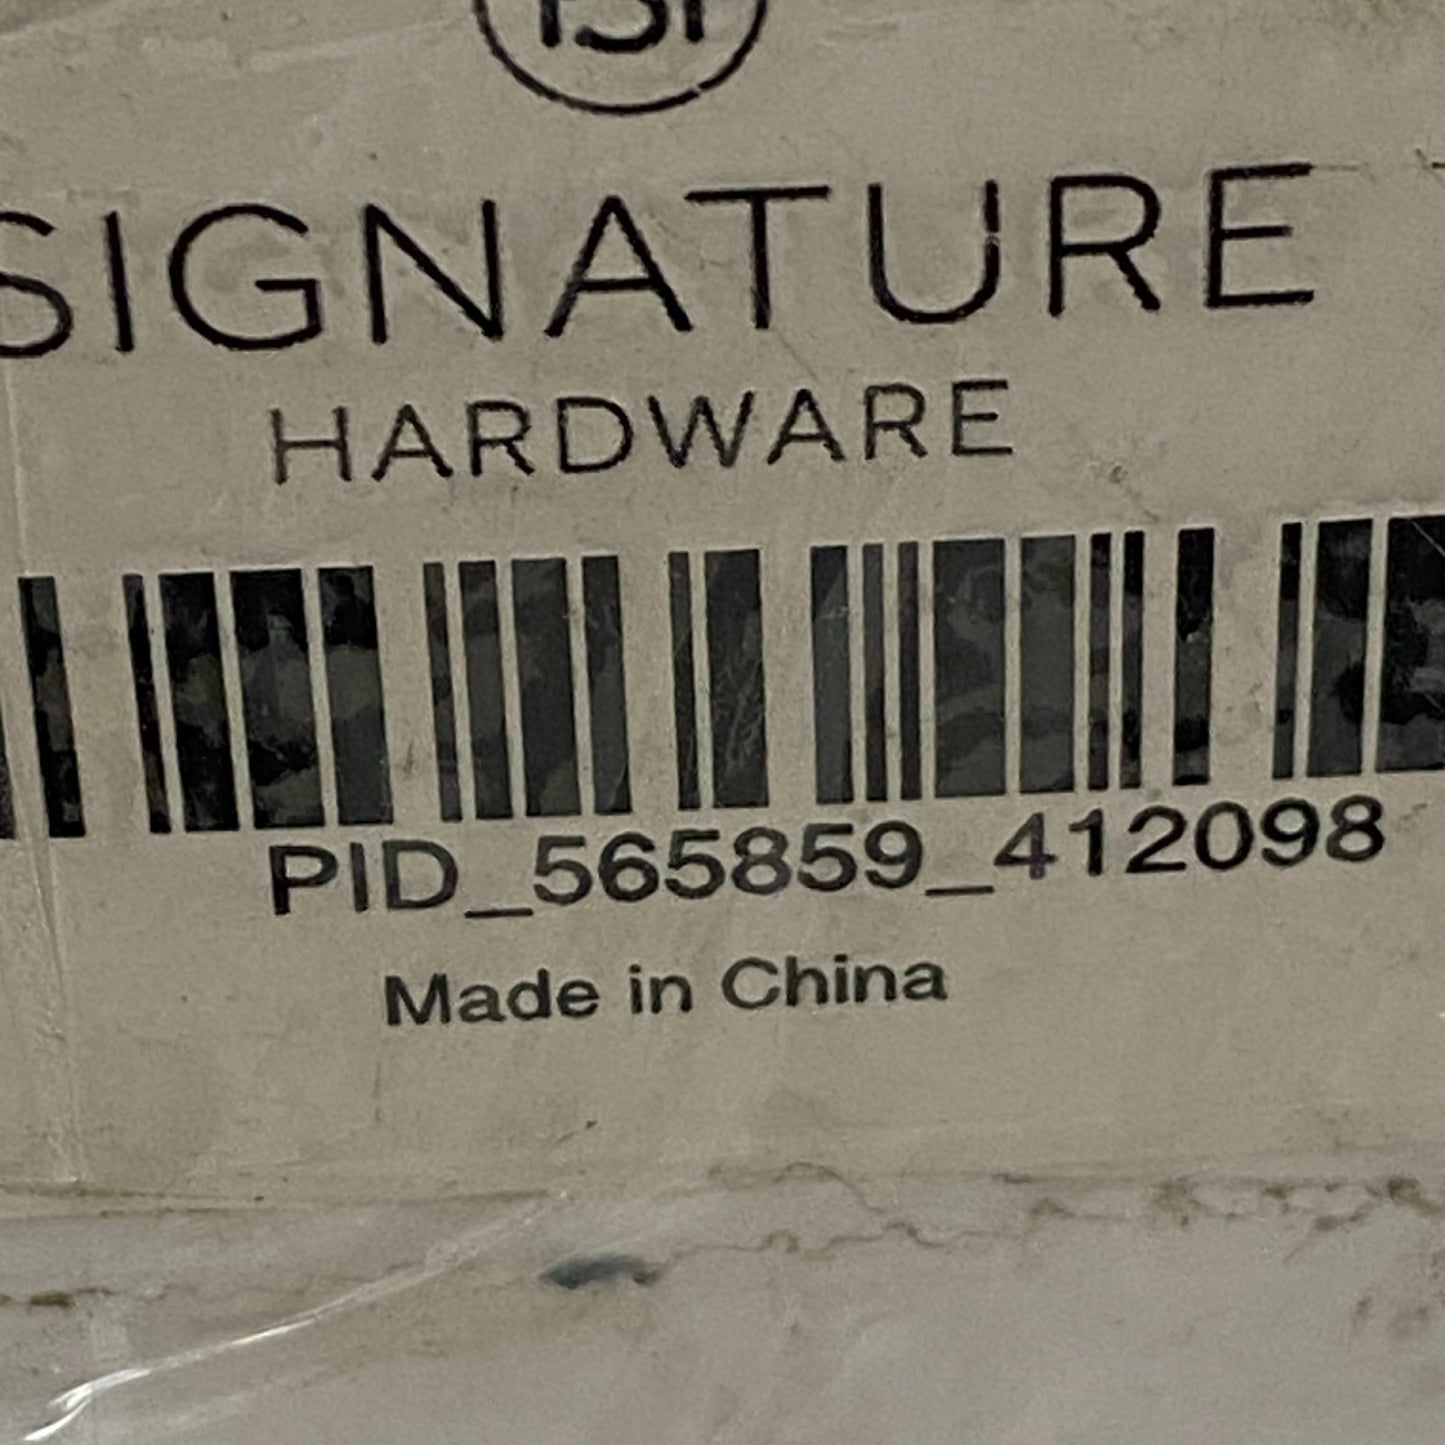 SIGNATURE
HARDWARE
PID_565859_412098
Made in China